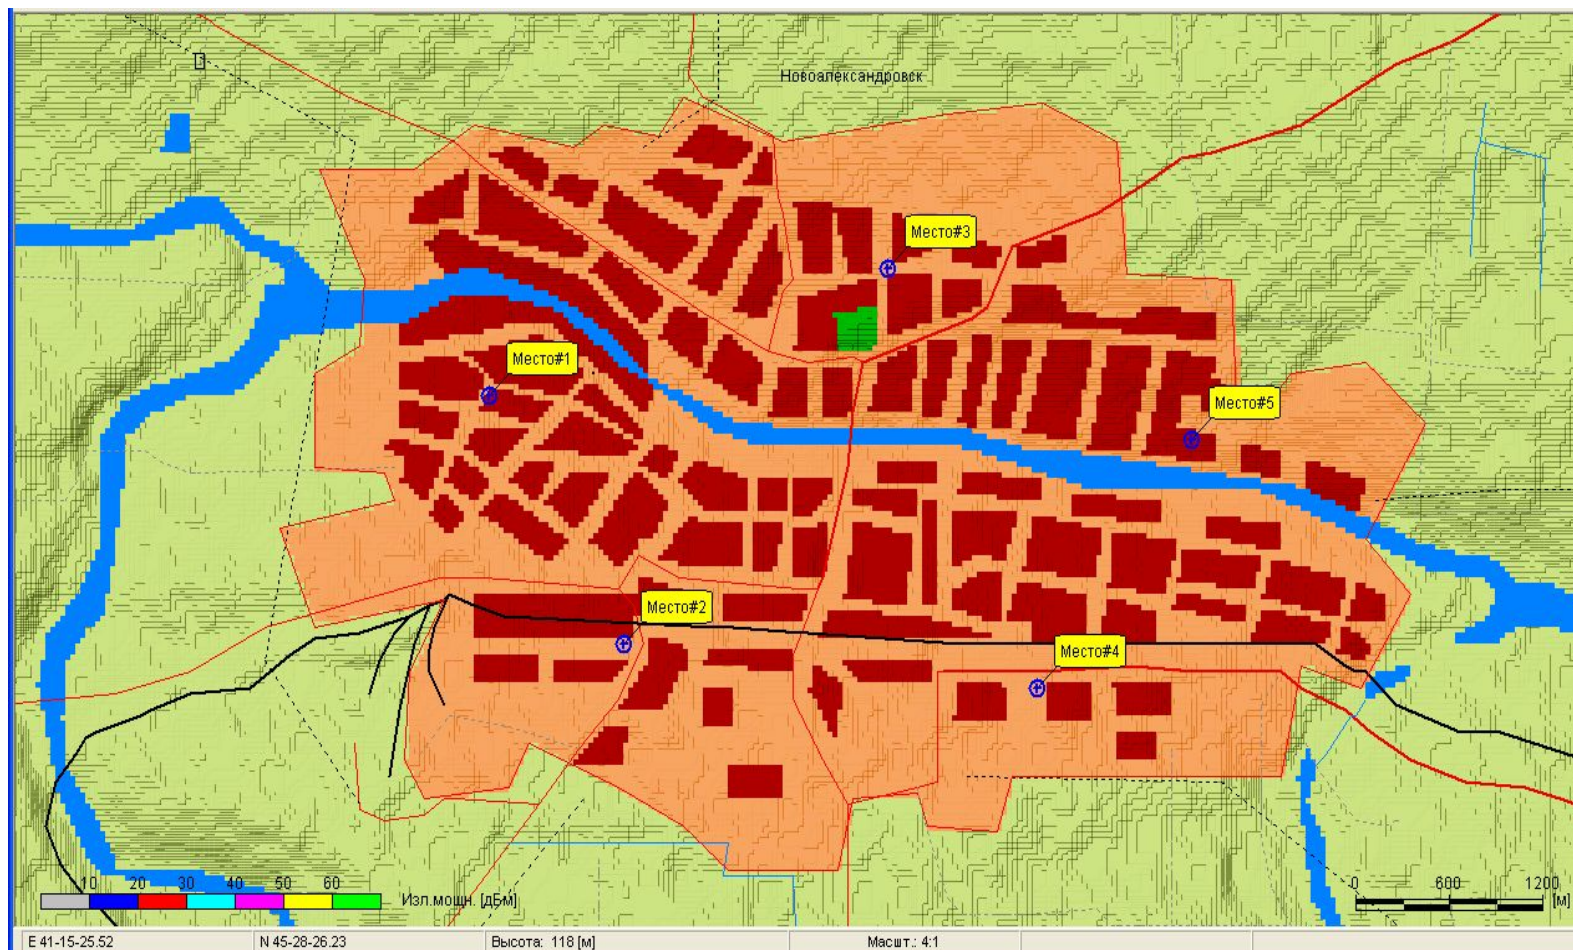 Новоалександровск
Место#3
Место#1
Место#5
Место#2
Место#4
10 20 30 40 50 60
Изл.мощн. [дБм]
0 600 1200
[м]
E 41-15-25.52 N 45-28-26.23 Высота: 118 [м] Масшт.: 4:1